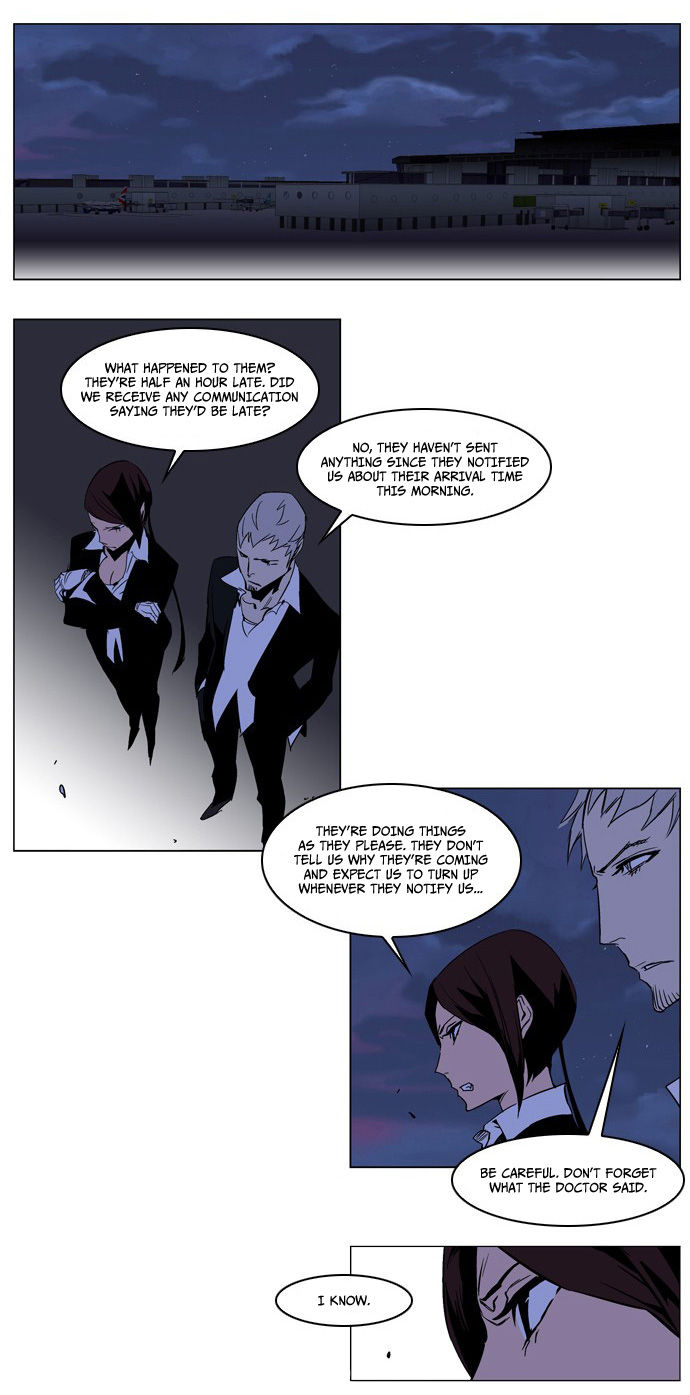 WHAT HAPPENED TO THEM?
THEY'RE HALF AN HOUR LATE. DID
WE RECEIVE ANY COMMUNICATION
SAYING THEY'D BE LATE?
NO, THEY HAVEN'T SENT
ANYTHING SINCE THEY NOTIFIED
US ABOUT THEIR ARRIVAL TIME
THIS MORNING.
THEY'RE DOING THINGS
AS THEY PLEASE. THEY DON'T
TELL US WHY THEY'RE COMING
AND EXPECT US TO TURN UP
WHENEVER THEY NOTIFY US...
BE CAREFUL. DON'T FORGET
WHAT THE DOCTOR SAID.
I KNOW.